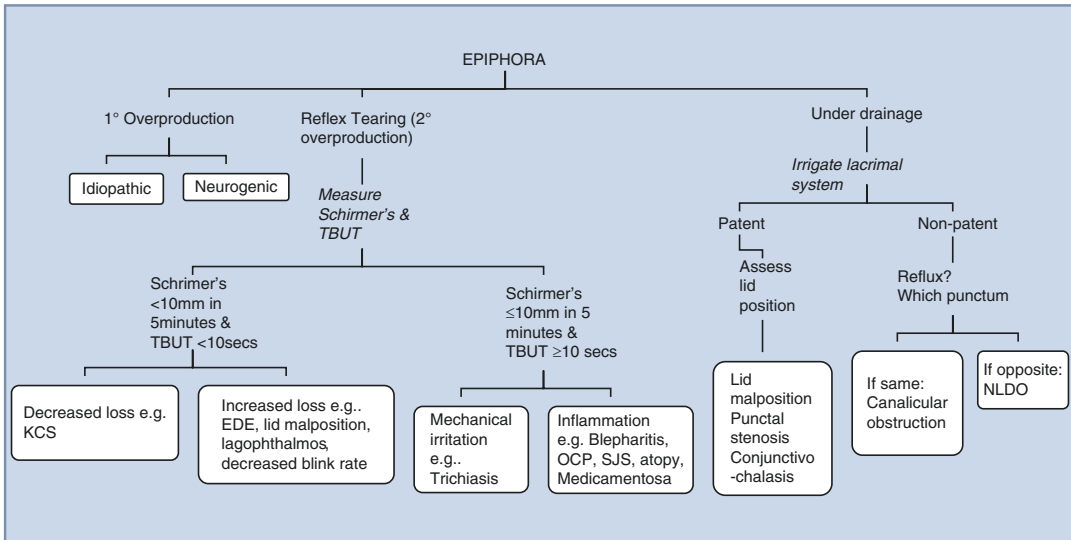 EPIPHORA
1° Overproduction
Idiopathic
Neurogenic
Reflex Tearing (2°
overproduction)
Measure
Schirmer's &
TBUT
Schrimer's
<10mm in
5minutes &
TBUT <10secs
Decreased loss e.g.
KCS
Increased loss e.g..
EDE, lid malposition,
lagophthalmos,
decreased blink rate
Schirmer's
≤10mm in 5
minutes &
TBUT ≥10 secs
Mechanical
irritation
e.g..
Trichiasis
Inflammation
e.g. Blepharitis,
OCP, SJS, atopy,
Medicamentosa
Under drainage
Irrigate lacrimal
system
Patent
Assess
lid
position
Lid
malposition
Punctal
stenosis
Conjunctivo
-chalasis
Non-patent
Reflux?
Which punctum
If same:
Canalicular
obstruction
If opposite:
NLDO